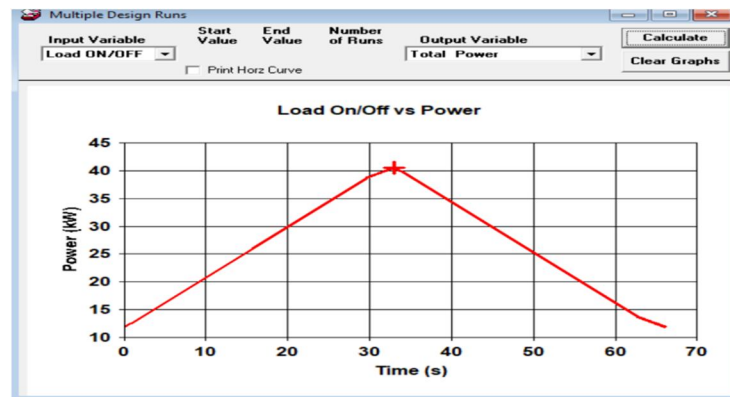 Multiple Design Runs
Input Variable Start Value End Value Number of Runs Output Variable Calculate
Load ON/OFF Total Power Clear Graphs
Print Horz Curve
Load On/Off vs Power
45
40
35
30
25
20
15
10
Power (kW)
0 10 20 30 40 50 60 70
Time (s)